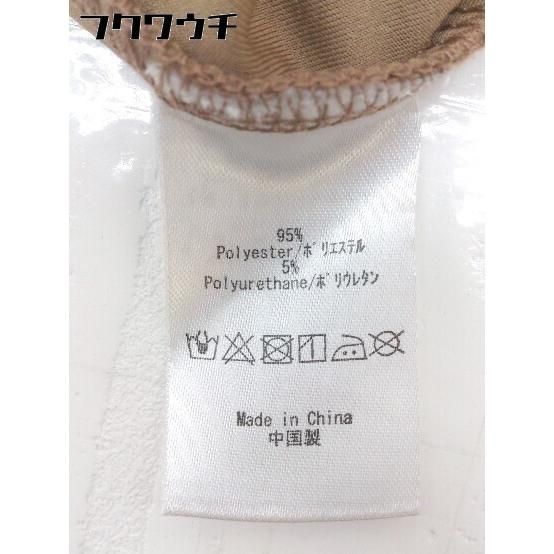 フクワウチ
95%
Polyester/ポリエステル
5%
Polyurethane/ポリウレタン
Made in China
中国製